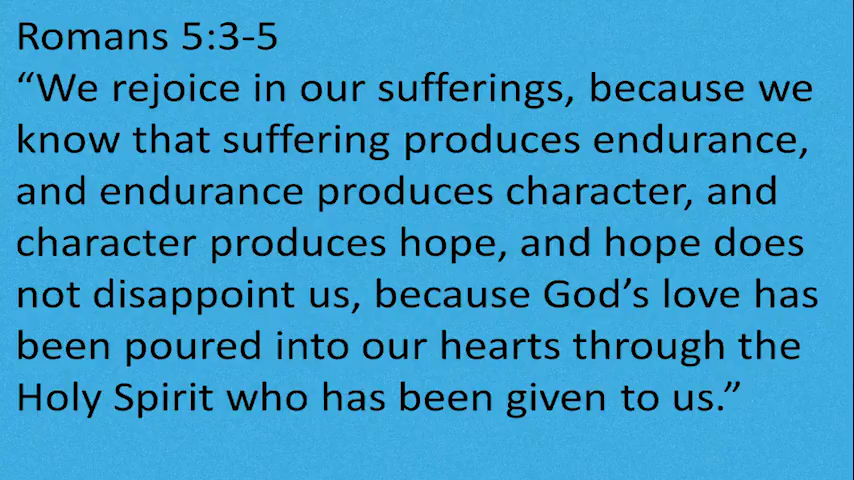 Romans 5:3-5
“We rejoice in our sufferings, because we
know that suffering produces endurance,
and endurance produces character, and
character produces hope, and hope does
not disappoint us, because God’s love has
been poured into our hearts through the
Holy Spirit who has been given to us.”